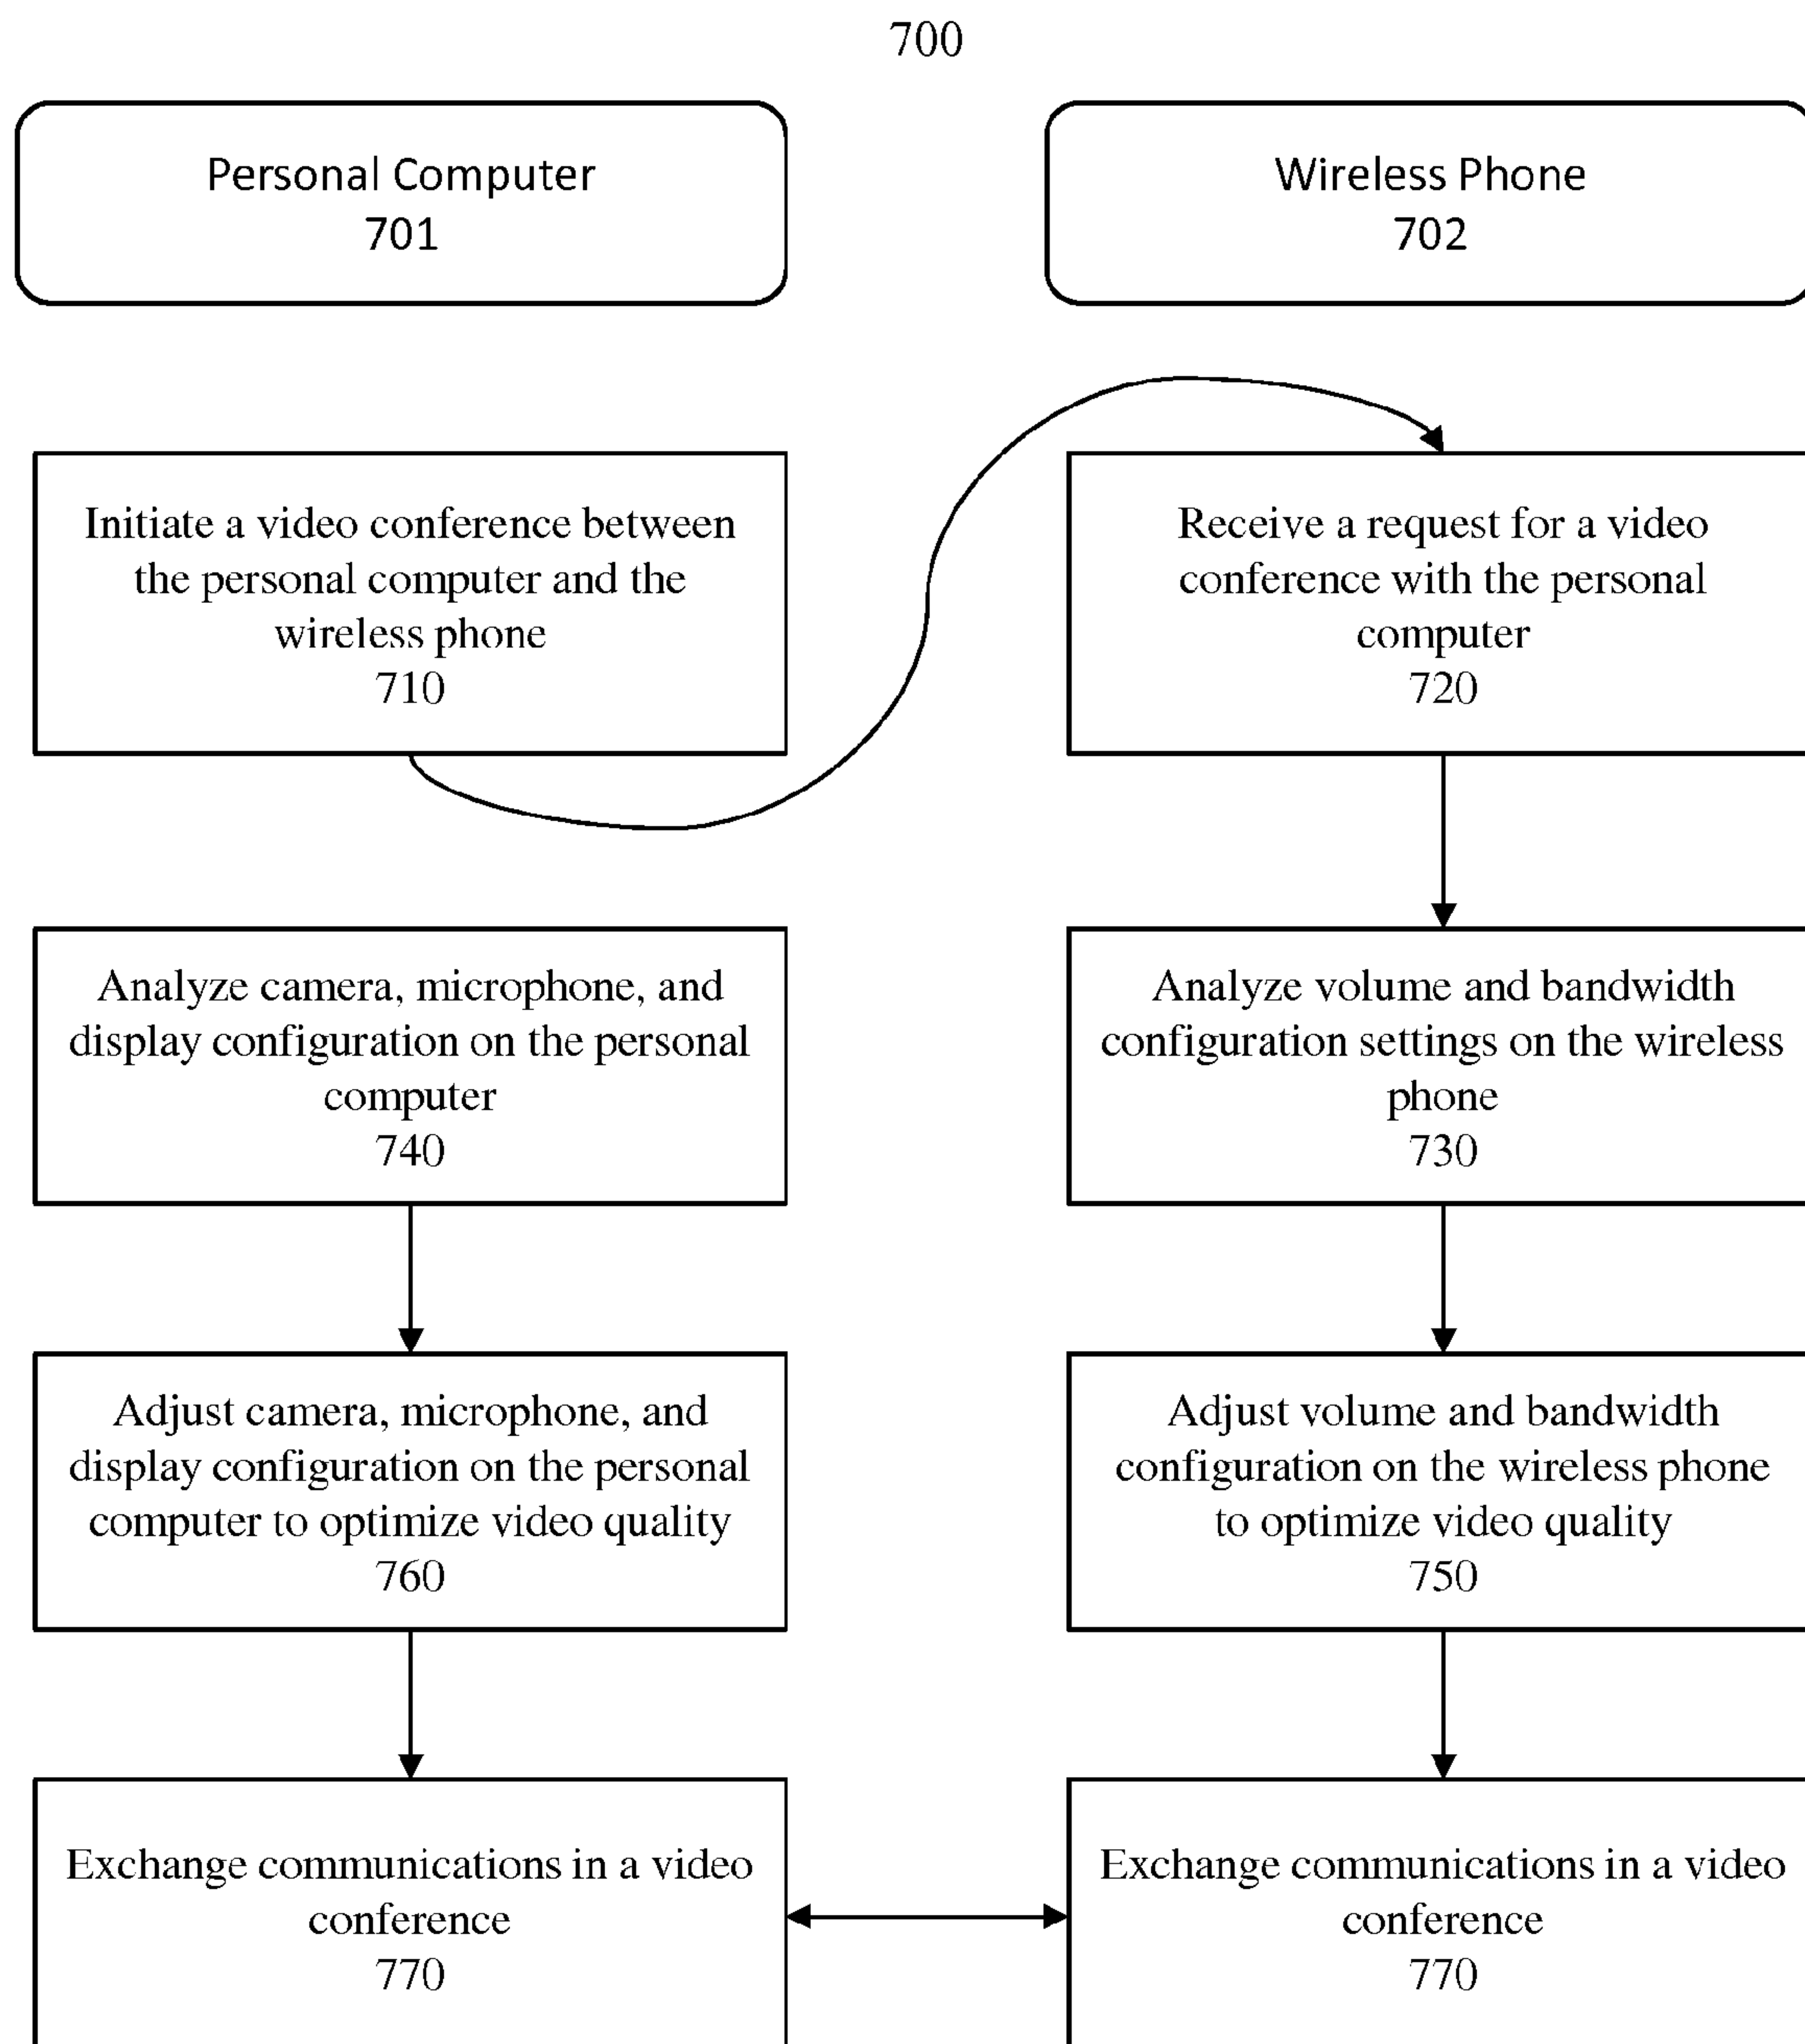 700
Personal Computer
701
Wireless Phone
702
Initiate a video conference between
the personal computer and the
wireless phone
710
Receive a request for a video
conference with the personal
computer
720
Analyze camera, microphone, and
display configuration on the personal
computer
740
Analyze volume and bandwidth
configuration settings on the wireless
phone
730
Adjust camera, microphone, and
display configuration on the personal
computer to optimize video quality
760
Adjust volume and bandwidth
configuration on the wireless phone
to optimize video quality
750
Exchange communications in a video
conference
770
Exchange communications in a video
conference
770